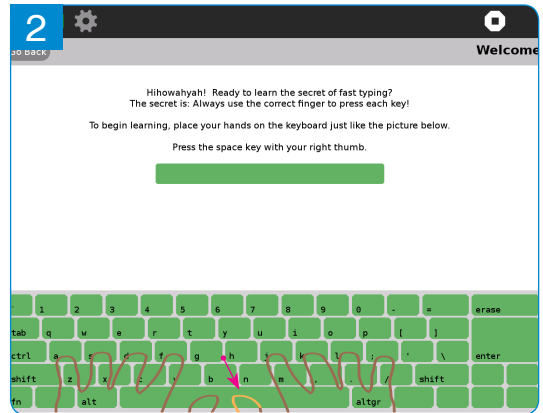 2
Go Back
Welcome
Hihowahyah! Ready to learn the secret of fast typing?
The secret is: Always use the correct finger to press each key!
To begin learning, place your hands on the keyboard just like the picture below.
Press the space key with your right thumb.
` 1 2 3 4 5 6 7 8 9 0 - = erase
tab q w e r t y u i o p [ ]
ctrl a s d f g h j k l ; ' \ enter
shift z x c v b n m , . / shift
fn alt altgr